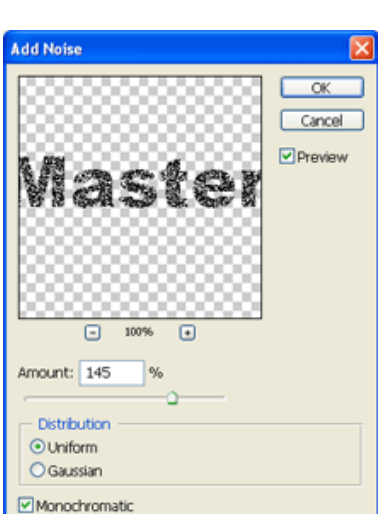 Add Noise
OK
Cancel
Preview
Master
100%
Amount: 145 %
Distribution
Uniform
Gaussian
Monochromatic